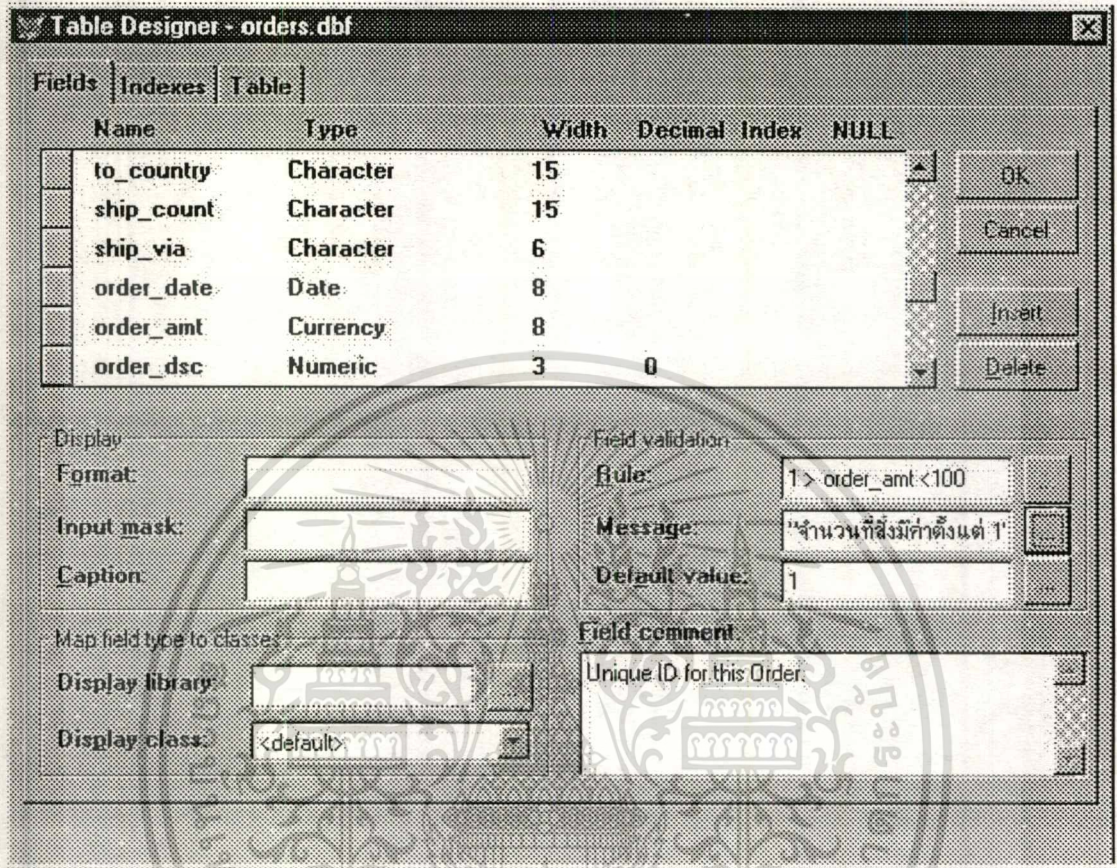 Table Designer - orders.dbf
Fields Indexes Table
Name Type Width Decimal Index NULL
to_country Character 15
ship_count Character 15
ship_via Character 6
order_date Date 8
order_amt Currency 8
order_dsc Numeric 3 0
OK
Cancel
Insert
Delete
Display
Format:
Input mask:
Caption:
Field validation
Rule: 1 > order_amt <100 ...
Message: "จำนวนที่สั่งมีค่าตั้งแต่ 1" ...
Default value: 1 ...
Map field type to classes
Display library: ...
Display class: <default>
Field comment:
Unique ID for this Order.